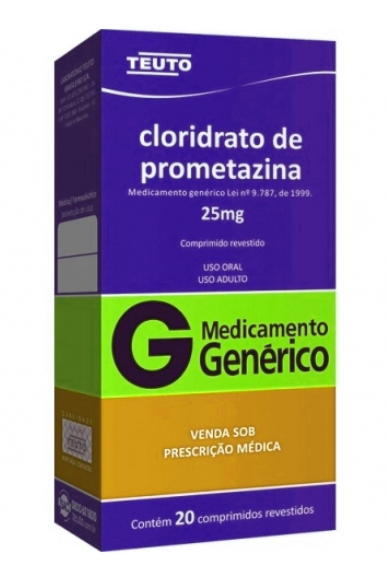 TEUTO
cloridrato de
prometazina
Medicamento genérico Lei nº 9.787, de 1999.
25mg
Comprimido revestido
USO ORAL
USO ADULTO
G Medicamento
Genérico
VENDA SOB
PRESCRIÇÃO MÉDICA
Contém 20 comprimidos revestidos
TEUTO